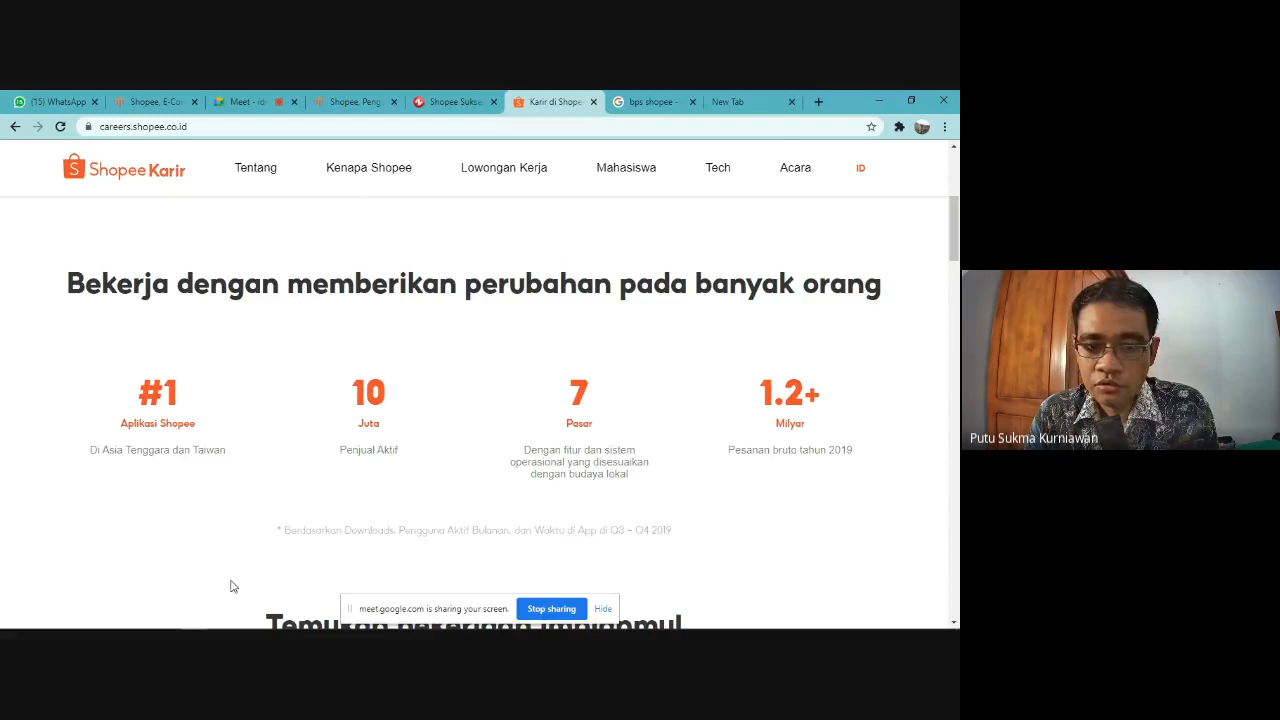 (15) WhatsApp
Shopee, E-Co
Meet - id
Shopee, Peng
Shopee Sukse
Karir di Shope
bps shopee -
New Tab
careers.shopee.co.id
Shopee Karir
Tentang
Kenapa Shopee
Lowongan Kerja
Mahasiswa
Tech
Acara
ID
Bekerja dengan memberikan perubahan pada banyak orang
#1
Aplikasi Shopee
Di Asia Tenggara dan Taiwan
10
Juta
Penjual Aktif
7
Pasar
Dengan fitur dan sistem
operasional yang disesuaikan
dengan budaya lokal
1.2+
Milyar
Pesanan bruto tahun 2019
* Berdasarkan Downloads, Pengguna Aktif Bulanan, dan Waktu di App di Q3 – Q4 2019
meet.google.com is sharing your screen.
Stop sharing
Hide
Temukan pekerjaan impianmu!
Putu Sukma Kurniawan